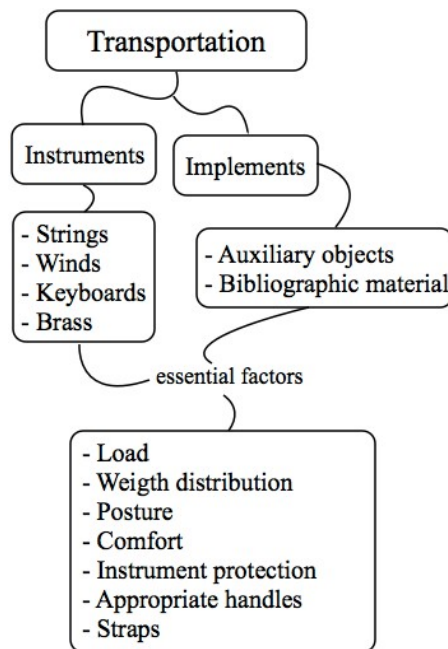 Transportation
Instruments
Implements
- Strings
- Winds
- Keyboards
- Brass
- Auxiliary objects
- Bibliographic material
essential factors
- Load
- Weigth distribution
- Posture
- Comfort
- Instrument protection
- Appropriate handles
- Straps